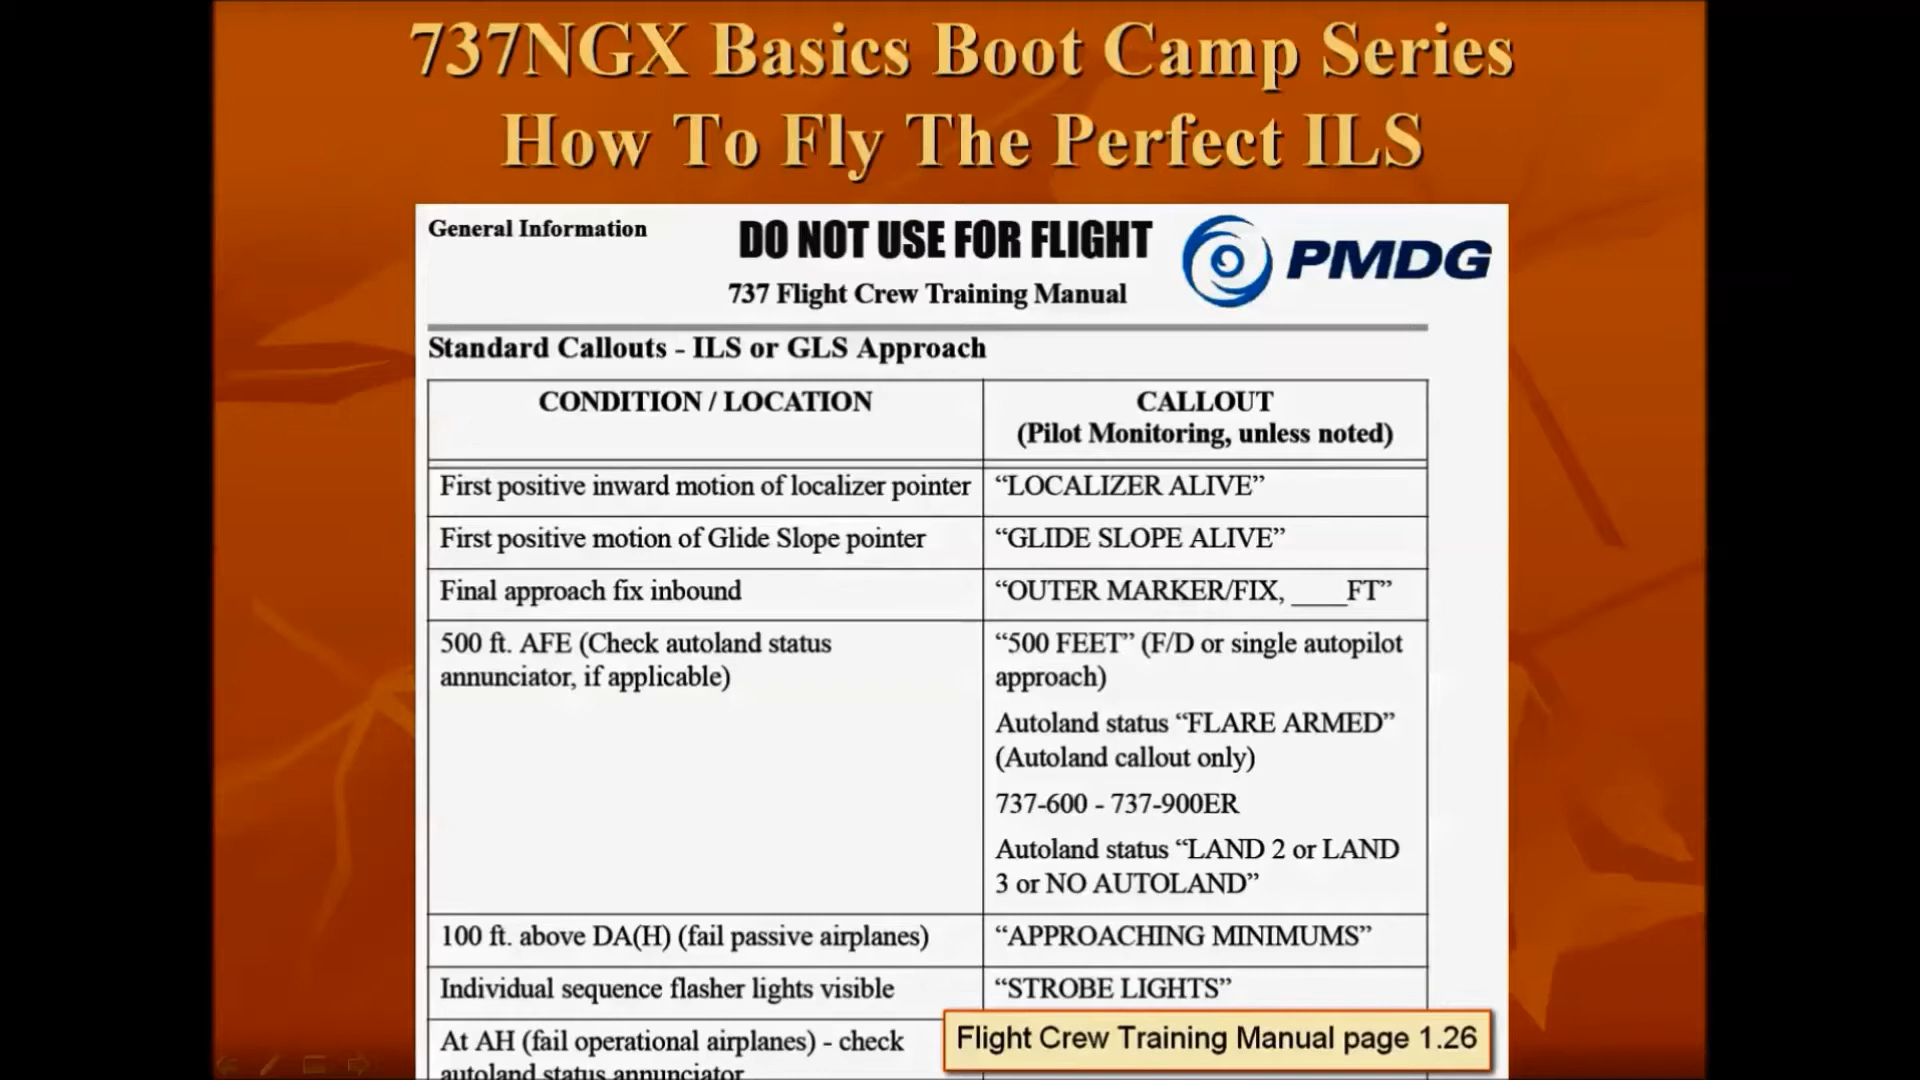 737NGX Basics Boot Camp Series
How To Fly The Perfect ILS
General Information
DO NOT USE FOR FLIGHT
PMDG
737 Flight Crew Training Manual
Standard Callouts - ILS or GLS Approach
CONDITION / LOCATION
CALLOUT
(Pilot Monitoring, unless noted)
First positive inward motion of localizer pointer
“LOCALIZER ALIVE”
First positive motion of Glide Slope pointer
“GLIDE SLOPE ALIVE”
Final approach fix inbound
“OUTER MARKER/FIX, ____FT”
500 ft. AFE (Check autoland status
annunciator, if applicable)
“500 FEET” (F/D or single autopilot
approach)
Autoland status “FLARE ARMED”
(Autoland callout only)
737-600 - 737-900ER
Autoland status “LAND 2 or LAND
3 or NO AUTOLAND”
100 ft. above DA(H) (fail passive airplanes)
“APPROACHING MINIMUMS”
Individual sequence flasher lights visible
“STROBE LIGHTS”
At AH (fail operational airplanes) - check
autoland status annunciator
Flight Crew Training Manual page 1.26